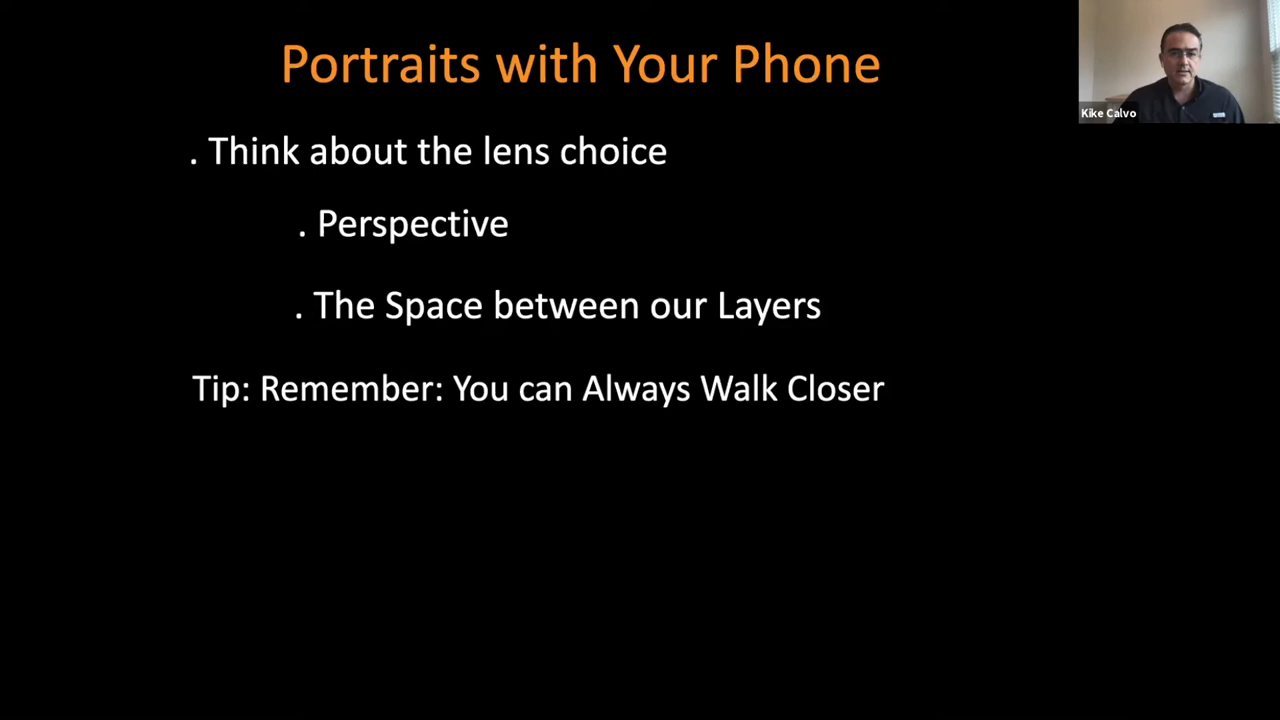 Portraits with Your Phone
Kike Calvo
. Think about the lens choice
. Perspective
. The Space between our Layers
Tip: Remember: You can Always Walk Closer